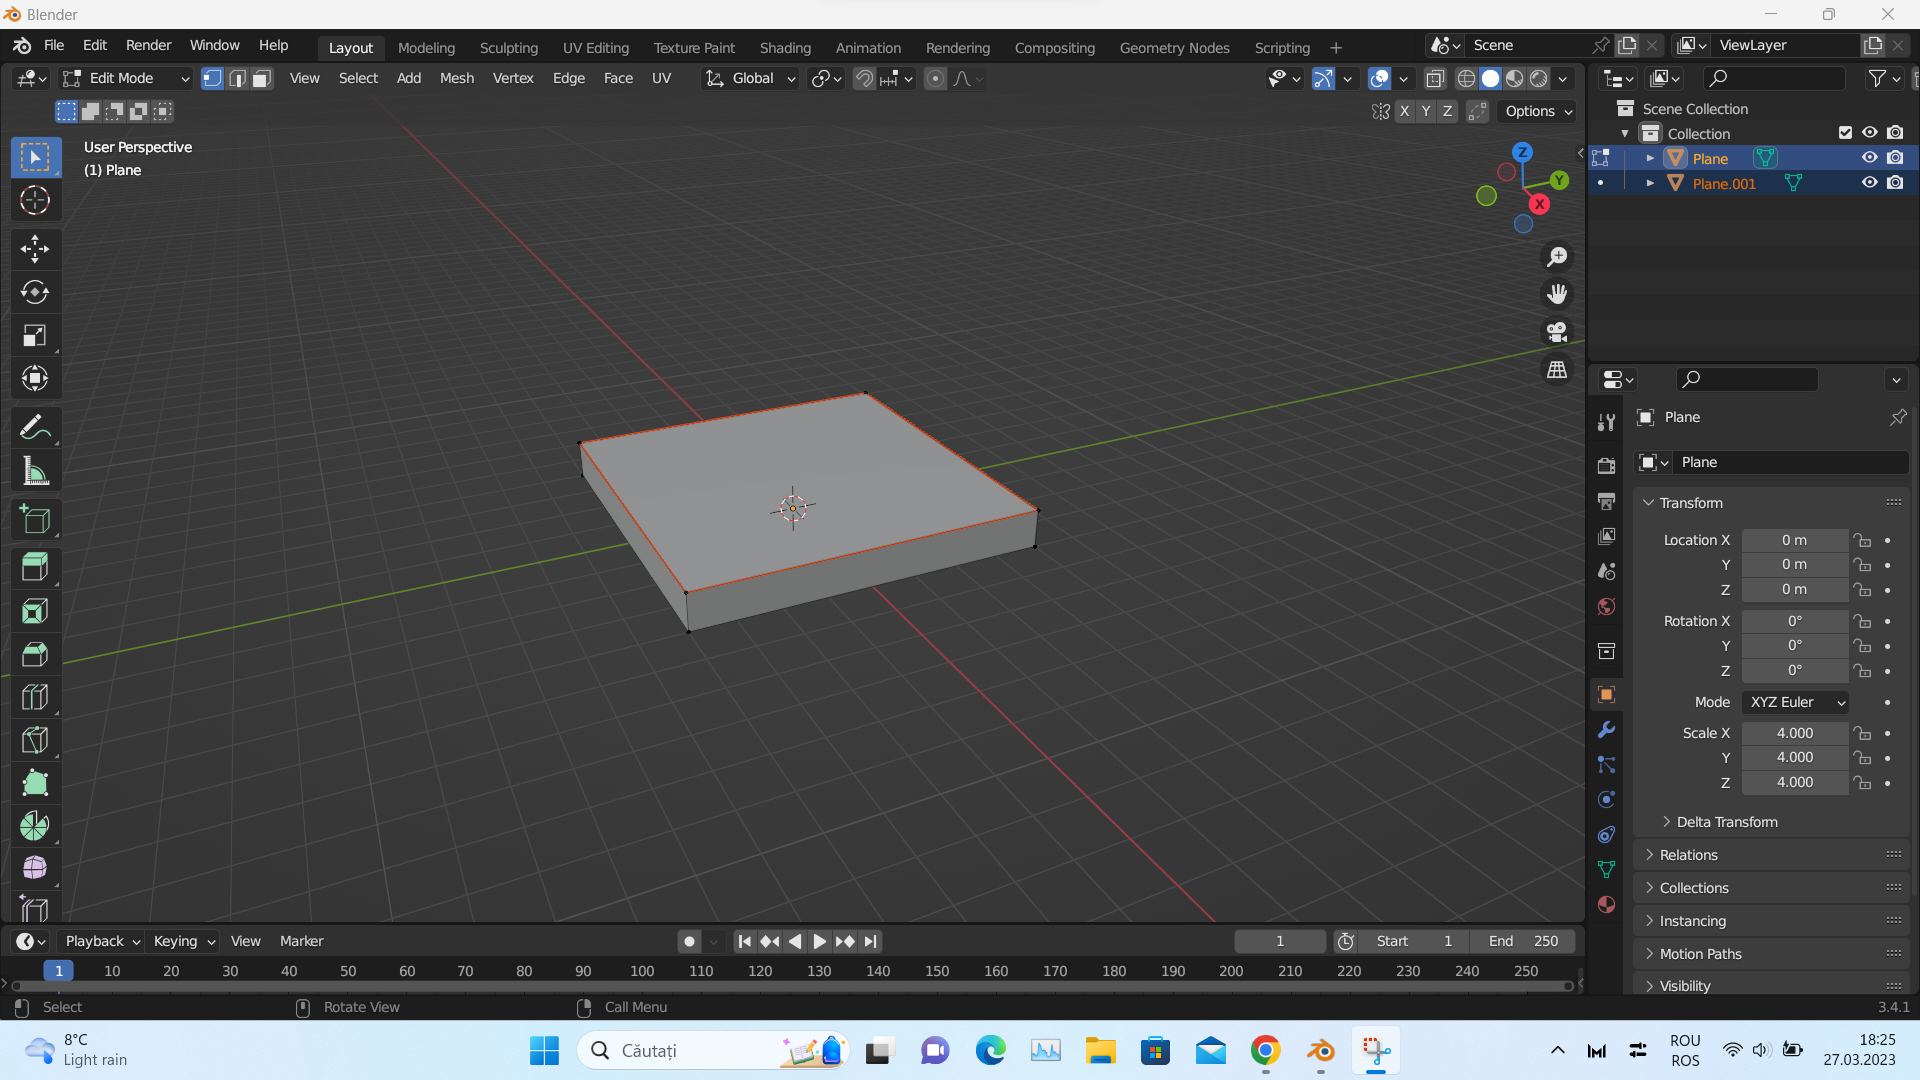 Blender
File Edit Render Window Help Layout Modeling Sculpting UV Editing Texture Paint Shading Animation Rendering Compositing Geometry Nodes Scripting + Scene ViewLayer
Edit Mode View Select Add Mesh Vertex Edge Face UV Global
X Y Z Options
User Perspective
(1) Plane
Z
Y
X
Scene Collection
Collection
Plane
Plane.001
Plane
Plane
Transform
Location X 0 m
Y 0 m
Z 0 m
Rotation X 0°
Y 0°
Z 0°
Mode XYZ Euler
Scale X 4.000
Y 4.000
Z 4.000
Delta Transform
Relations
Collections
Instancing
Motion Paths
Visibility
Playback Keying View Marker 1 Start 1 End 250
1 10 20 30 40 50 60 70 80 90 100 110 120 130 140 150 160 170 180 190 200 210 220 230 240 250
Select Rotate View Call Menu 3.4.1
8°C
Light rain
Căutați
ROU
ROS
18:25
27.03.2023